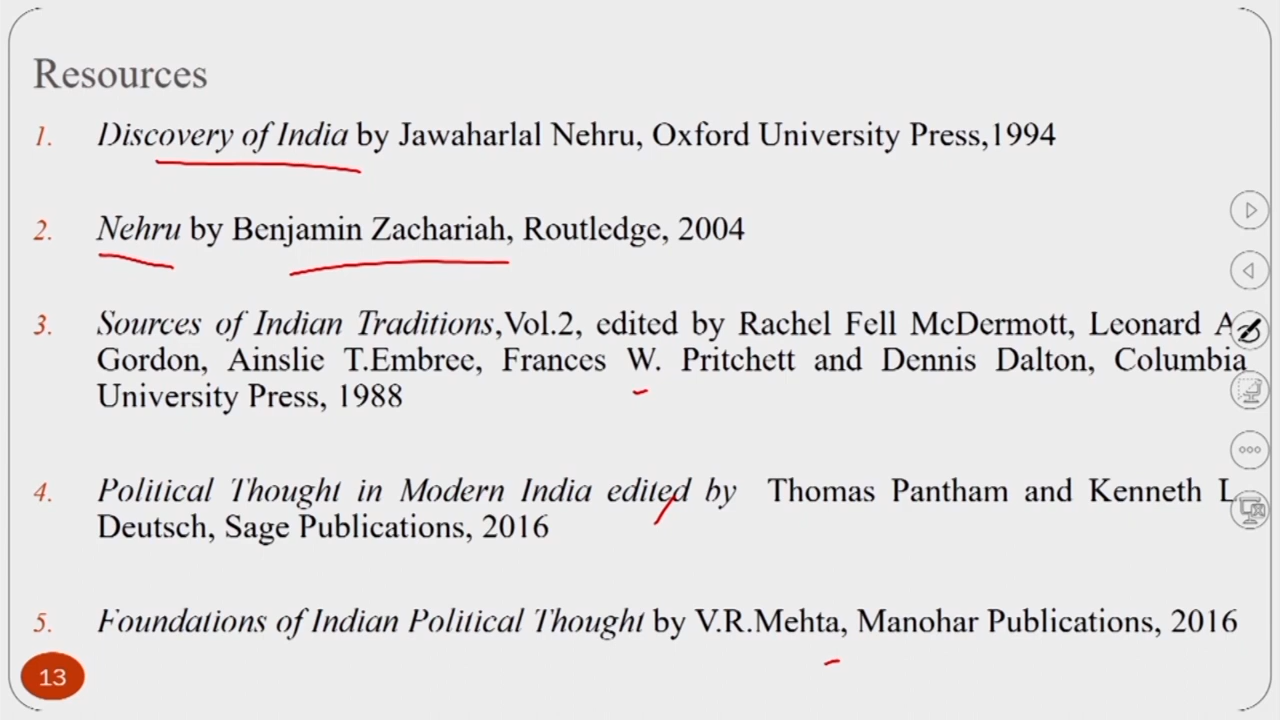 Resources
1. Discovery of India by Jawaharlal Nehru, Oxford University Press,1994
2. Nehru by Benjamin Zachariah, Routledge, 2004
3. Sources of Indian Traditions,Vol.2, edited by Rachel Fell McDermott, Leonard A
Gordon, Ainslie T.Embree, Frances W. Pritchett and Dennis Dalton, Columbia
University Press, 1988
4. Political Thought in Modern India edited by Thomas Pantham and Kenneth L
Deutsch, Sage Publications, 2016
5. Foundations of Indian Political Thought by V.R.Mehta, Manohar Publications, 2016
13